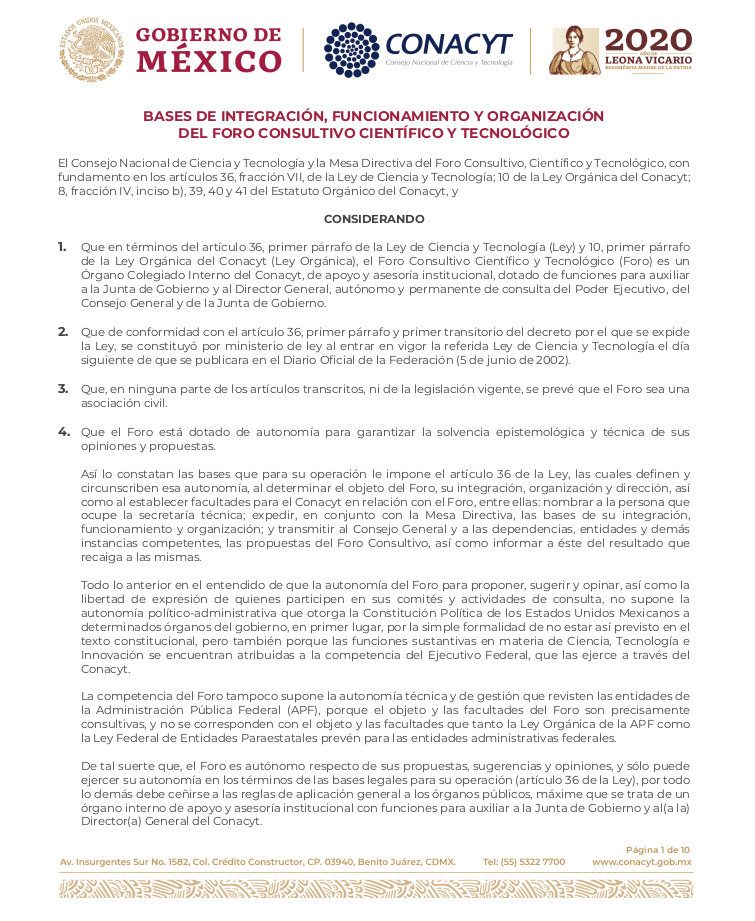 ESTADOS UNIDOS MEXICANOS
GOBIERNO DE
MÉXICO
CONACYT
Consejo Nacional de Ciencia y Tecnología
2020
AÑO DE
LEONA VICARIO
BENEMÉRITA MADRE DE LA PATRIA
BASES DE INTEGRACIÓN, FUNCIONAMIENTO Y ORGANIZACIÓN
DEL FORO CONSULTIVO CIENTÍFICO Y TECNOLÓGICO
El Consejo Nacional de Ciencia y Tecnología y la Mesa Directiva del Foro Consultivo, Científico y Tecnológico, con
fundamento en los artículos 36, fracción VII, de la Ley de Ciencia y Tecnología; 10 de la Ley Orgánica del Conacyt;
8, fracción IV, inciso b), 39, 40 y 41 del Estatuto Orgánico del Conacyt, y
CONSIDERANDO
1. Que en términos del artículo 36, primer párrafo de la Ley de Ciencia y Tecnología (Ley) y 10, primer párrafo
de la Ley Orgánica del Conacyt (Ley Orgánica), el Foro Consultivo Científico y Tecnológico (Foro) es un
Órgano Colegiado Interno del Conacyt, de apoyo y asesoría institucional, dotado de funciones para auxiliar
a la Junta de Gobierno y al Director General, autónomo y permanente de consulta del Poder Ejecutivo, del
Consejo General y de la Junta de Gobierno.
2. Que de conformidad con el artículo 36, primer párrafo y primer transitorio del decreto por el que se expide
la Ley, se constituyó por ministerio de ley al entrar en vigor la referida Ley de Ciencia y Tecnología el día
siguiente de que se publicara en el Diario Oficial de la Federación (5 de junio de 2002).
3. Que, en ninguna parte de los artículos transcritos, ni de la legislación vigente, se prevé que el Foro sea una
asociación civil.
4. Que el Foro está dotado de autonomía para garantizar la solvencia epistemológica y técnica de sus
opiniones y propuestas.
Así lo constatan las bases que para su operación le impone el artículo 36 de la Ley, las cuales definen y
circunscriben esa autonomía, al determinar el objeto del Foro, su integración, organización y dirección, así
como al establecer facultades para el Conacyt en relación con el Foro, entre ellas: nombrar a la persona que
ocupe la secretaría técnica; expedir, en conjunto con la Mesa Directiva, las bases de su integración,
funcionamiento y organización; y transmitir al Consejo General y a las dependencias, entidades y demás
instancias competentes, las propuestas del Foro Consultivo, así como informar a éste del resultado que
recaiga a las mismas.
Todo lo anterior en el entendido de que la autonomía del Foro para proponer, sugerir y opinar, así como la
libertad de expresión de quienes participen en sus comités y actividades de consulta, no supone la
autonomía político-administrativa que otorga la Constitución Política de los Estados Unidos Mexicanos a
determinados órganos del gobierno, en primer lugar, por la simple formalidad de no estar así previsto en el
texto constitucional, pero también porque las funciones sustantivas en materia de Ciencia, Tecnología e
Innovación se encuentran atribuidas a la competencia del Ejecutivo Federal, que las ejerce a través del
Conacyt.
La competencia del Foro tampoco supone la autonomía técnica y de gestión que revisten las entidades de
la Administración Pública Federal (APF), porque el objeto y las facultades del Foro son precisamente
consultivas, y no se corresponden con el objeto y las facultades que tanto la Ley Orgánica de la APF como
la Ley Federal de Entidades Paraestatales prevén para las entidades administrativas federales.
De tal suerte que, el Foro es autónomo respecto de sus propuestas, sugerencias y opiniones, y sólo puede
ejercer su autonomía en los términos de las bases legales para su operación (artículo 36 de la Ley), por todo
lo demás debe ceñirse a las reglas de aplicación general a los órganos públicos, máxime que se trata de un
órgano interno de apoyo y asesoría institucional con funciones para auxiliar a la Junta de Gobierno y al(a la)
Director(a) General del Conacyt.
Página 1 de 10
Av. Insurgentes Sur No. 1582, Col. Crédito Constructor, CP. 03940, Benito Juárez, CDMX. Tel: (55) 5322 7700 www.conacyt.gob.mx